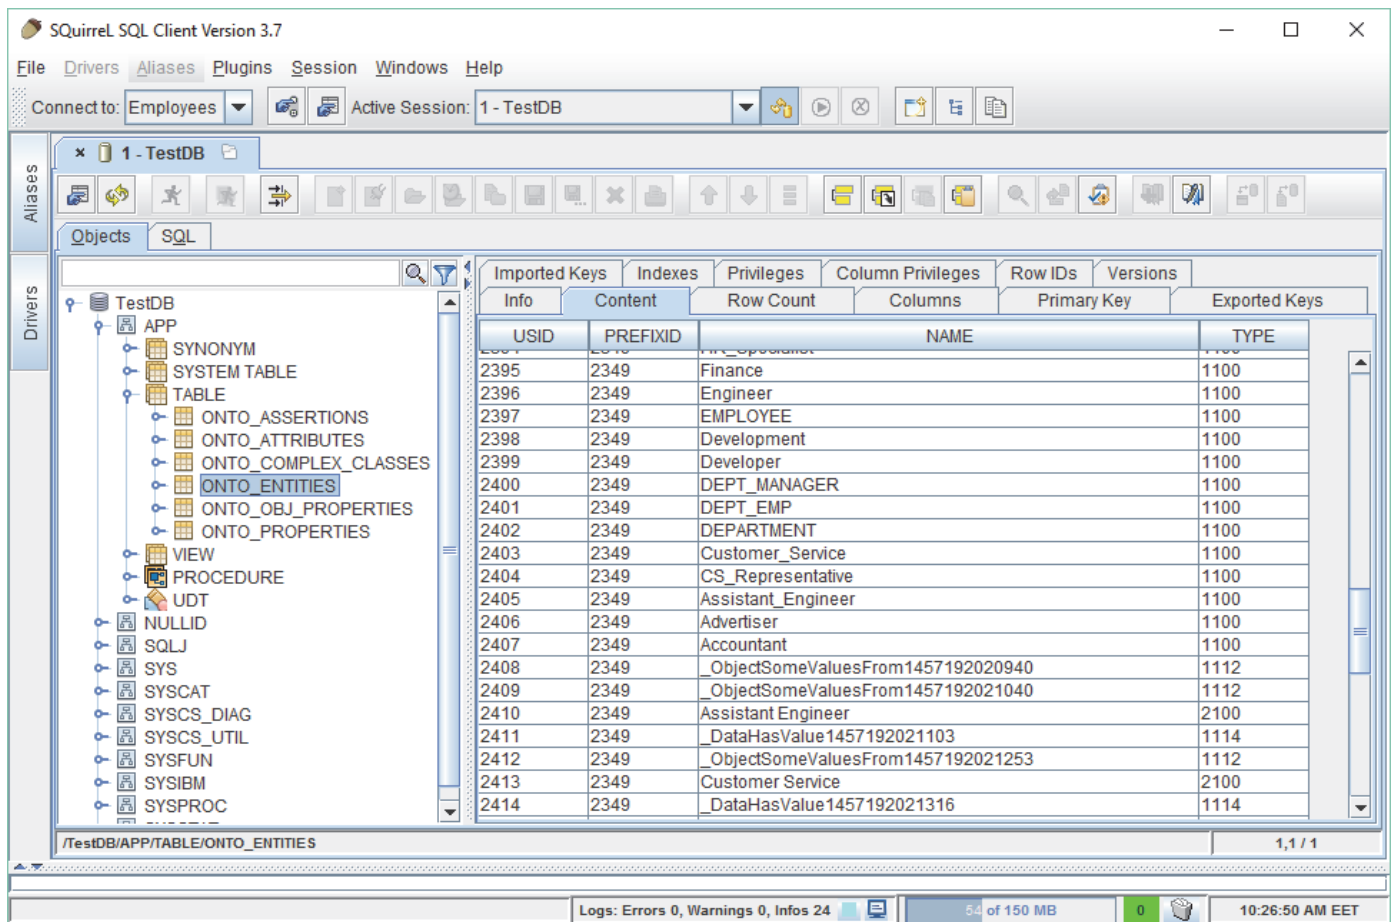 SQuirreL SQL Client Version 3.7
File Drivers Aliases Plugins Session Windows Help
Connect to: Employees Active Session: 1 - TestDB
1 - TestDB
Aliases
Drivers
Objects SQL
TestDB
APP
SYNONYM
SYSTEM TABLE
TABLE
ONTO_ASSERTIONS
ONTO_ATTRIBUTES
ONTO_COMPLEX_CLASSES
ONTO_ENTITIES
ONTO_OBJ_PROPERTIES
ONTO_PROPERTIES
VIEW
PROCEDURE
UDT
NULLID
SQLJ
SYS
SYSCAT
SYSCS_DIAG
SYSCS_UTIL
SYSFUN
SYSIBM
SYSPROC
Imported Keys Indexes Privileges Column Privileges Row IDs Versions
Info Content Row Count Columns Primary Key Exported Keys
USID PREFIXID NAME TYPE
2395 2349 Finance 1100
2396 2349 Engineer 1100
2397 2349 EMPLOYEE 1100
2398 2349 Development 1100
2399 2349 Developer 1100
2400 2349 DEPT_MANAGER 1100
2401 2349 DEPT_EMP 1100
2402 2349 DEPARTMENT 1100
2403 2349 Customer_Service 1100
2404 2349 CS_Representative 1100
2405 2349 Assistant_Engineer 1100
2406 2349 Advertiser 1100
2407 2349 Accountant 1100
2408 2349 _ObjectSomeValuesFrom1457192020940 1112
2409 2349 _ObjectSomeValuesFrom1457192021040 1112
2410 2349 Assistant Engineer 2100
2411 2349 _DataHasValue1457192021103 1114
2412 2349 _ObjectSomeValuesFrom1457192021253 1112
2413 2349 Customer Service 2100
2414 2349 _DataHasValue1457192021316 1114
/TestDB/APP/TABLE/ONTO_ENTITIES 1,1 / 1
Logs: Errors 0, Warnings 0, Infos 24 54 of 150 MB 0 10:26:50 AM EET